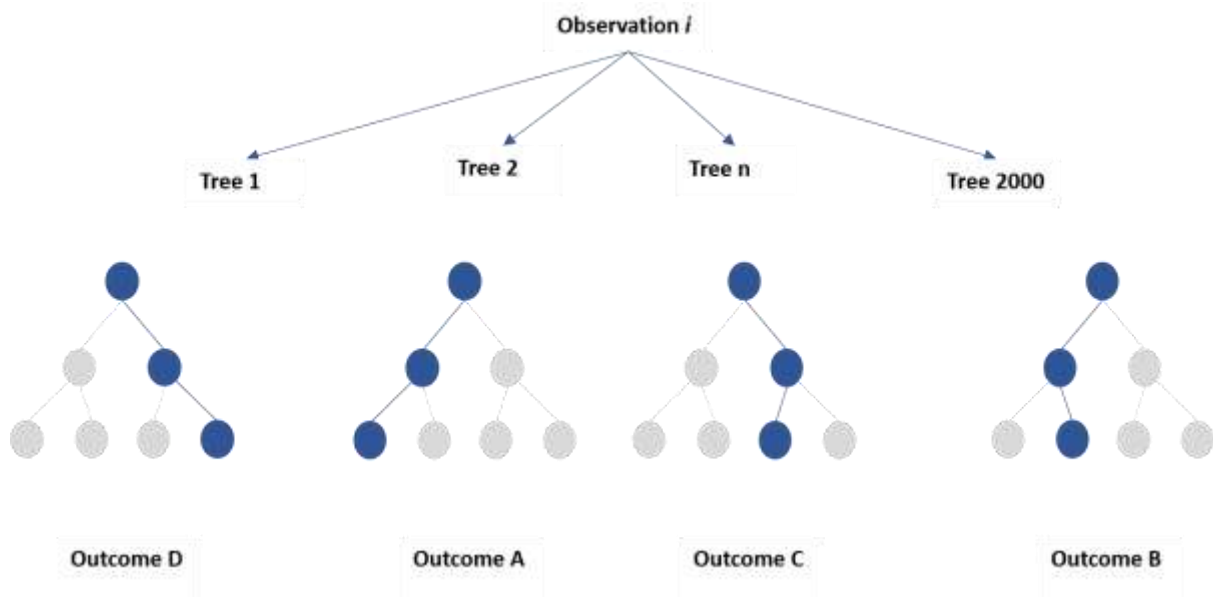 Observation i
Tree 1
Tree 2
Tree n
Tree 2000
Outcome D
Outcome A
Outcome C
Outcome B